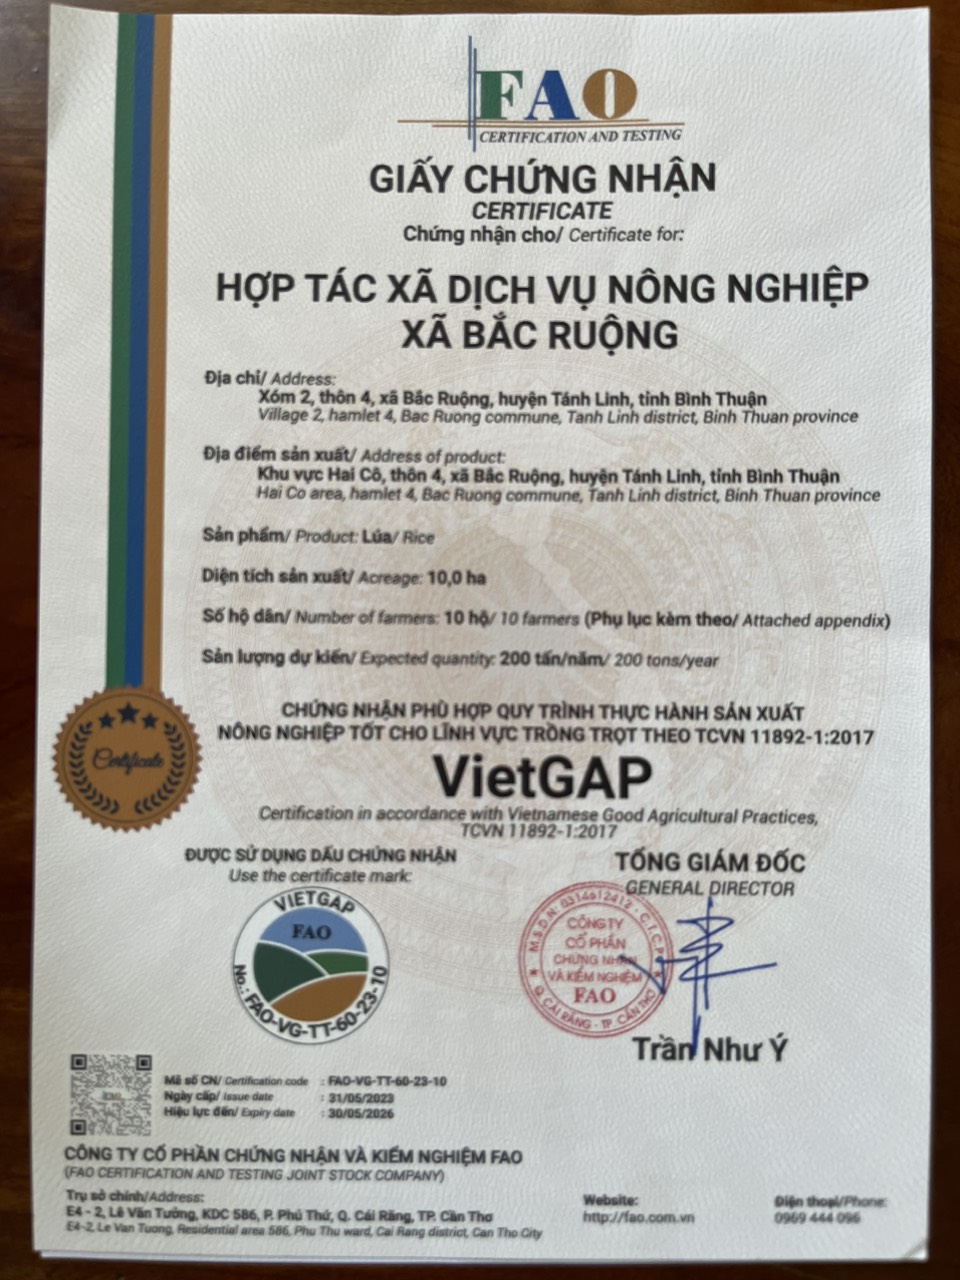 FAO
CERTIFICATION AND TESTING
GIẤY CHỨNG NHẬN
CERTIFICATE
Chứng nhận cho/ Certificate for:
HỢP TÁC XÃ DỊCH VỤ NÔNG NGHIỆP
XÃ BẮC RUỘNG
Địa chỉ/ Address:
Xóm 2, thôn 4, xã Bắc Ruộng, huyện Tánh Linh, tỉnh Bình Thuận
Village 2, hamlet 4, Bac Ruong commune, Tanh Linh district, Binh Thuan province
Địa điểm sản xuất/ Address of product:
Khu vực Hai Cô, thôn 4, xã Bắc Ruộng, huyện Tánh Linh, tỉnh Bình Thuận
Hai Co area, hamlet 4, Bac Ruong commune, Tanh Linh district, Binh Thuan province
Sản phẩm/ Product: Lúa/ Rice
Diện tích sản xuất/ Acreage: 10,0 ha
Số hộ dân/ Number of farmers: 10 hộ/ 10 farmers (Phụ lục kèm theo/ Attached appendix)
Sản lượng dự kiến/ Expected quantity: 200 tấn/năm/ 200 tons/year
CHỨNG NHẬN PHÙ HỢP QUY TRÌNH THỰC HÀNH SẢN XUẤT
NÔNG NGHIỆP TỐT CHO LĨNH VỰC TRỒNG TRỌT THEO TCVN 11892-1:2017
Certificate
VietGAP
Certification in accordance with Vietnamese Good Agricultural Practices,
TCVN 11892-1:2017
ĐƯỢC SỬ DỤNG DẤU CHỨNG NHẬN
Use the certificate mark:
VIETGAP
FAO
No.: FAO-VG-TT-60-23-10
TỔNG GIÁM ĐỐC
GENERAL DIRECTOR
M.S.D.N: 0314612412 - C.T.C.P
CÔNG TY
CỔ PHẦN
CHỨNG NHẬN
VÀ KIỂM NGHIỆM
FAO
Q. CÁI RĂNG - TP. CẦN THƠ
Trần Như Ý
Mã số CN/ Certification code : FAO-VG-TT-60-23-10
Ngày cấp/ Issue date : 31/05/2023
Hiệu lực đến/ Expiry date : 30/05/2026
CÔNG TY CỔ PHẦN CHỨNG NHẬN VÀ KIỂM NGHIỆM FAO
(FAO CERTIFICATION AND TESTING JOINT STOCK COMPANY)
Trụ sở chính/Address:
E4 - 2, Lê Văn Tưởng, KDC 586, P. Phú Thứ, Q. Cái Răng, TP. Cần Thơ
E4-2, Le Van Tuong, Residential area 586, Phu Thu ward, Cai Rang district, Can Tho City
Website:
http://fao.com.vn
Điện thoại/Phone:
0969 444 096